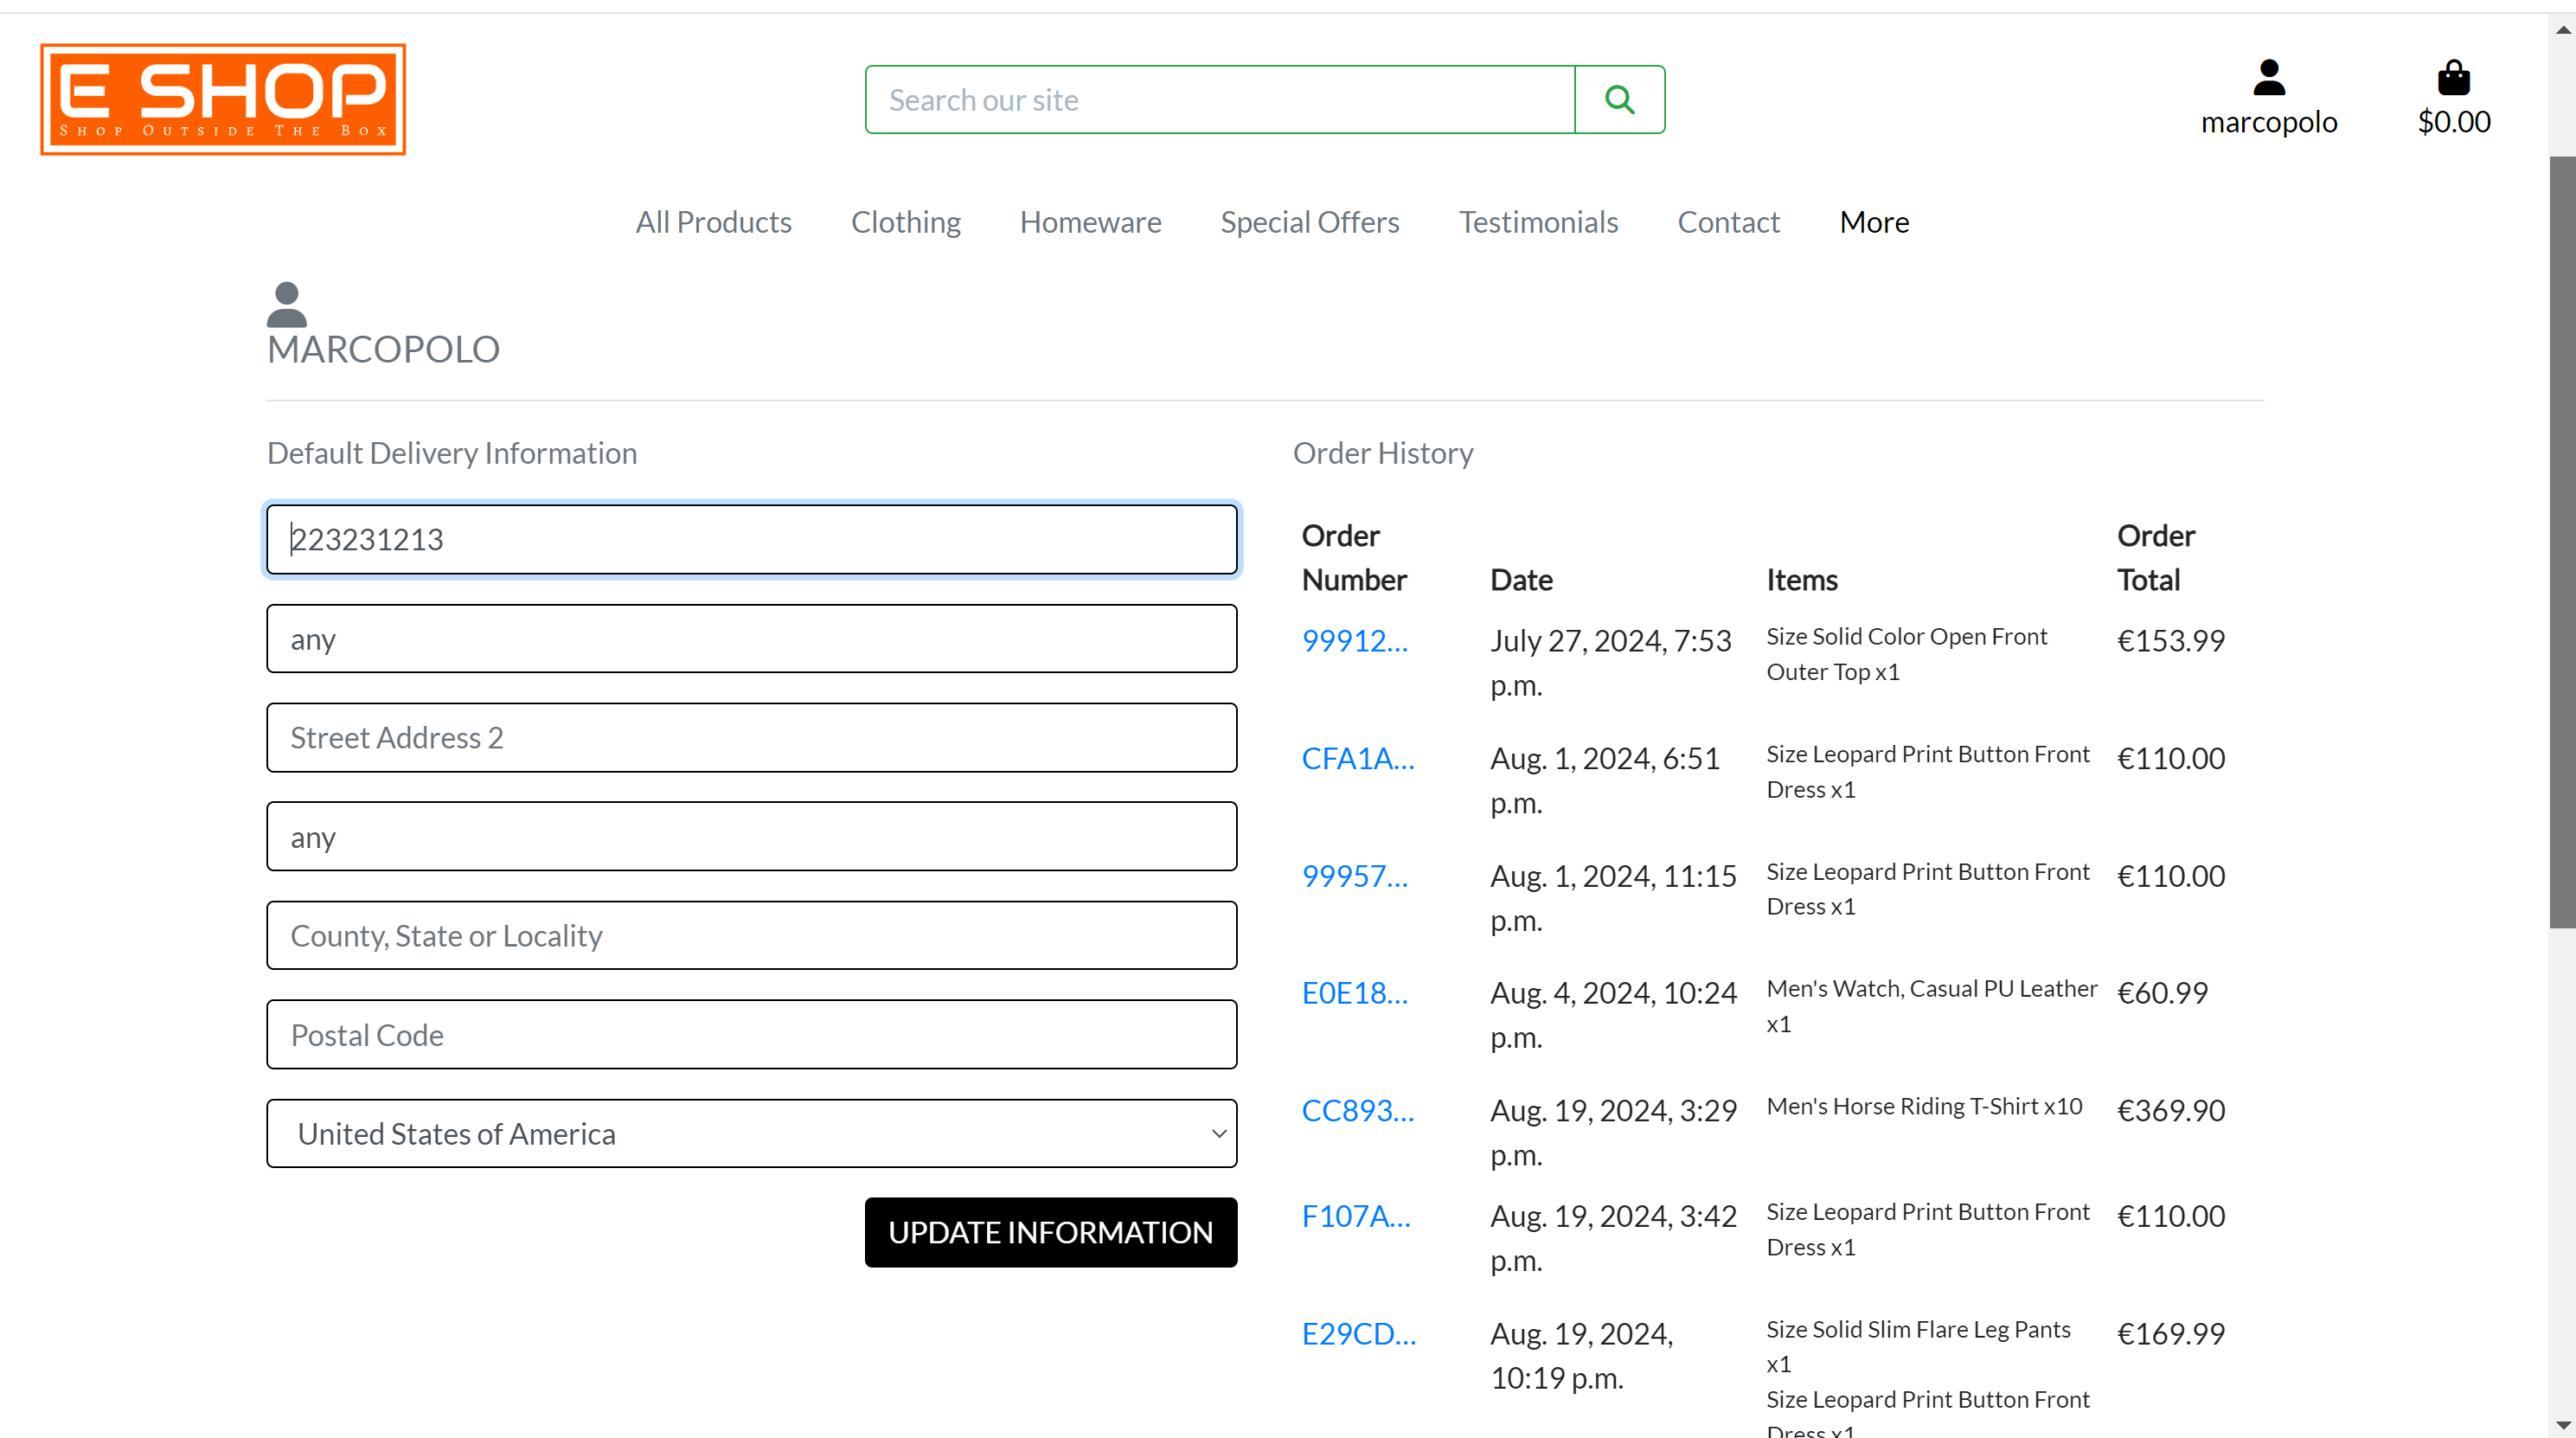 E SHOP
Shop Outside The Box
Search our site
marcopolo
$0.00
All Products
Clothing
Homeware
Special Offers
Testimonials
Contact
More
MARCOPOLO
Default Delivery Information
223231213
any
Street Address 2
any
County, State or Locality
Postal Code
United States of America
UPDATE INFORMATION
Order History
Order
Number
Date
Items
Order
Total
99912...
July 27, 2024, 7:53
p.m.
Size Solid Color Open Front
Outer Top x1
€153.99
CFA1A...
Aug. 1, 2024, 6:51
p.m.
Size Leopard Print Button Front
Dress x1
€110.00
99957...
Aug. 1, 2024, 11:15
p.m.
Size Leopard Print Button Front
Dress x1
€110.00
E0E18...
Aug. 4, 2024, 10:24
p.m.
Men's Watch, Casual PU Leather
x1
€60.99
CC893...
Aug. 19, 2024, 3:29
p.m.
Men's Horse Riding T-Shirt x10
€369.90
F107A...
Aug. 19, 2024, 3:42
p.m.
Size Leopard Print Button Front
Dress x1
€110.00
E29CD...
Aug. 19, 2024,
10:19 p.m.
Size Solid Slim Flare Leg Pants
x1
Size Leopard Print Button Front
Dress x1
€169.99